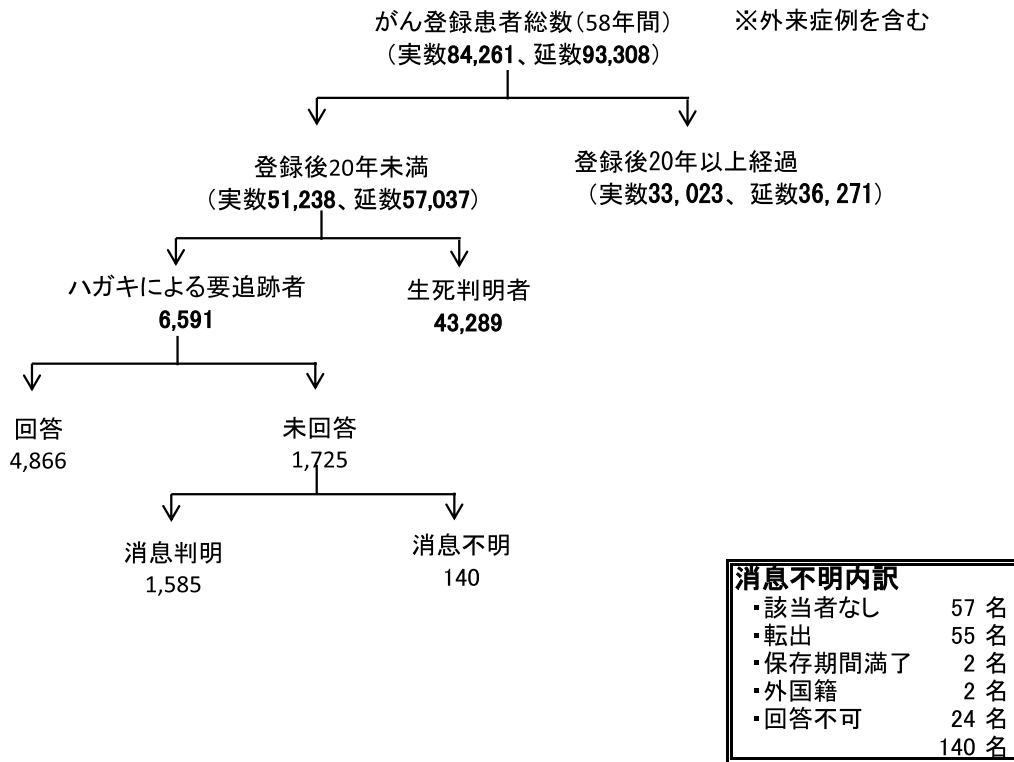 がん登録患者総数(58年間) ※外来症例を含む
(実数84,261、延数93,308)
登録後20年未満
(実数51,238、延数57,037)
登録後20年以上経過
(実数33,023、延数36,271)
ハガキによる要追跡者
6,591
生死判明者
43,289
回答
4,866
未回答
1,725
消息判明
1,585
消息不明
140
消息不明内訳
・該当者なし 57 名
・転出 55 名
・保存期間満了 2 名
・外国籍 2 名
・回答不可 24 名
140 名